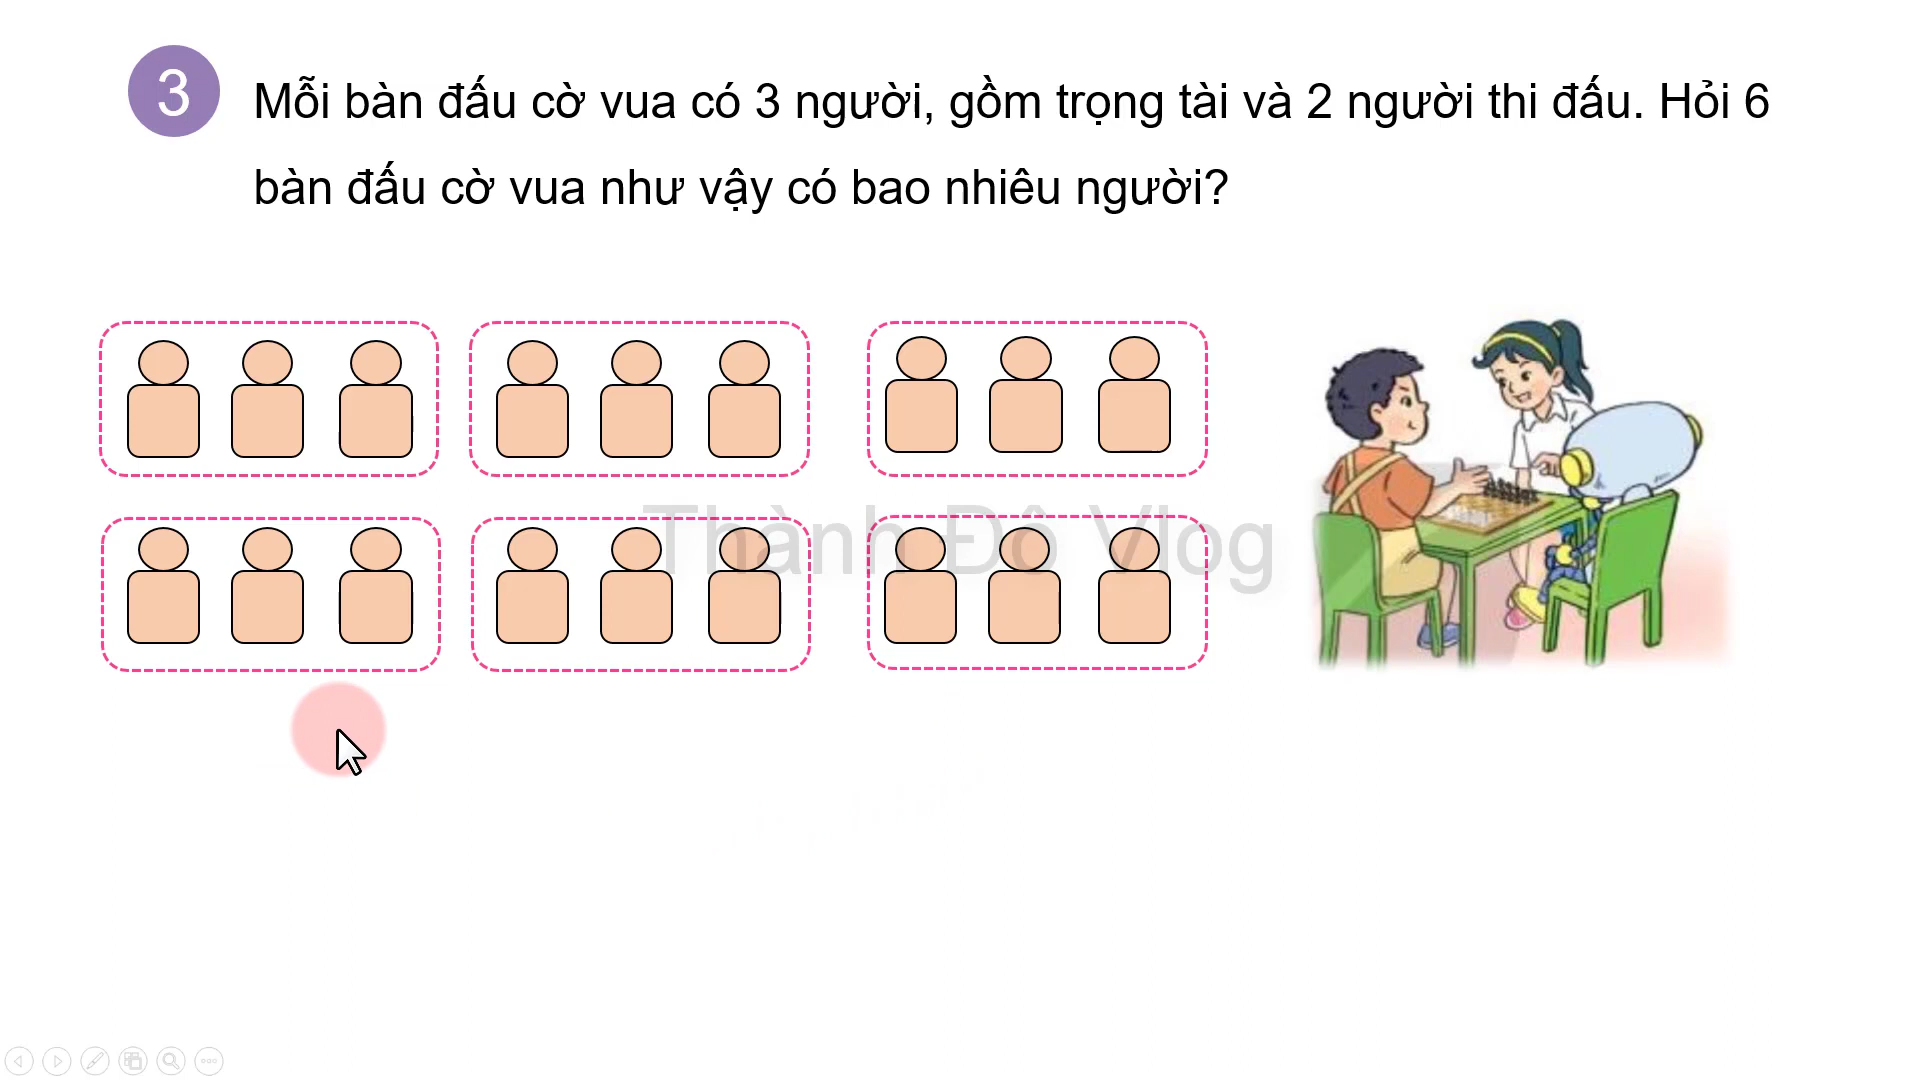 3
Mỗi bàn đấu cờ vua có 3 người, gồm trọng tài và 2 người thi đấu. Hỏi 6
bàn đấu cờ vua như vậy có bao nhiêu người?
Thành Đô Vlog